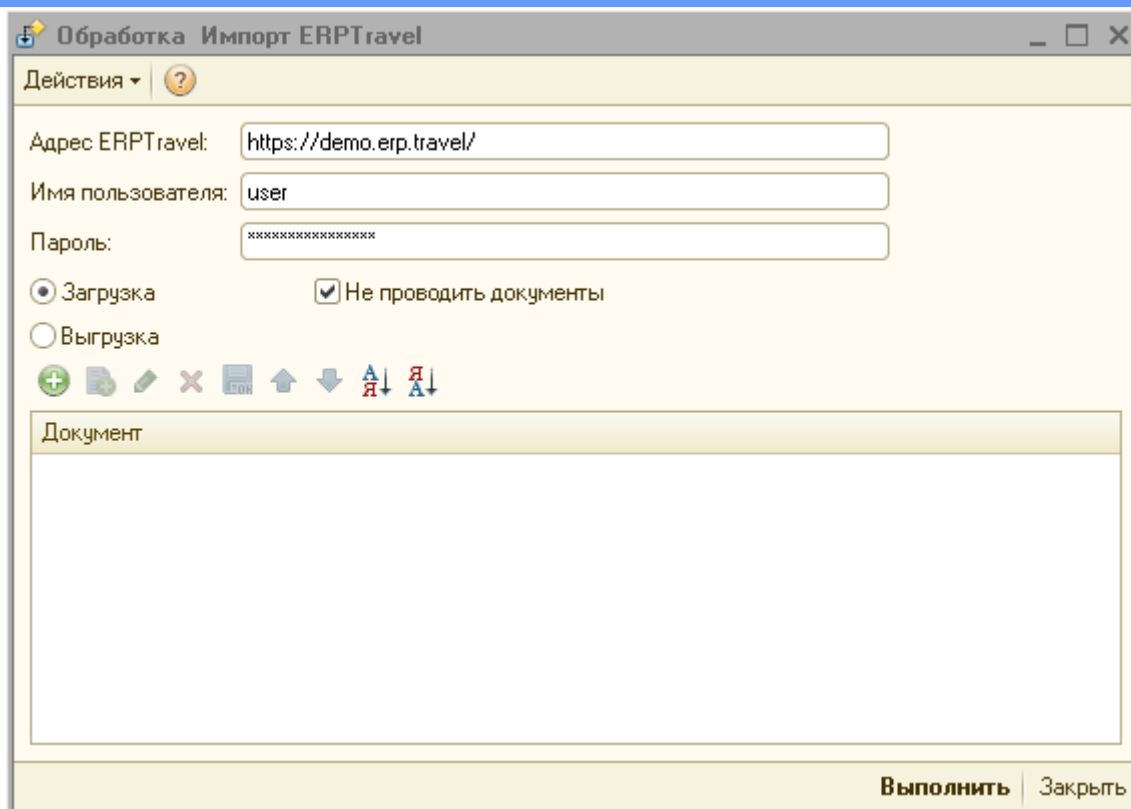 Обработка Импорт ERPTravel
Действия
Адрес ERPTravel: https://demo.erp.travel/
Имя пользователя: user
Пароль: ****************
Загрузка Не проводить документы
Выгрузка
Документ
Выполнить Закрыть